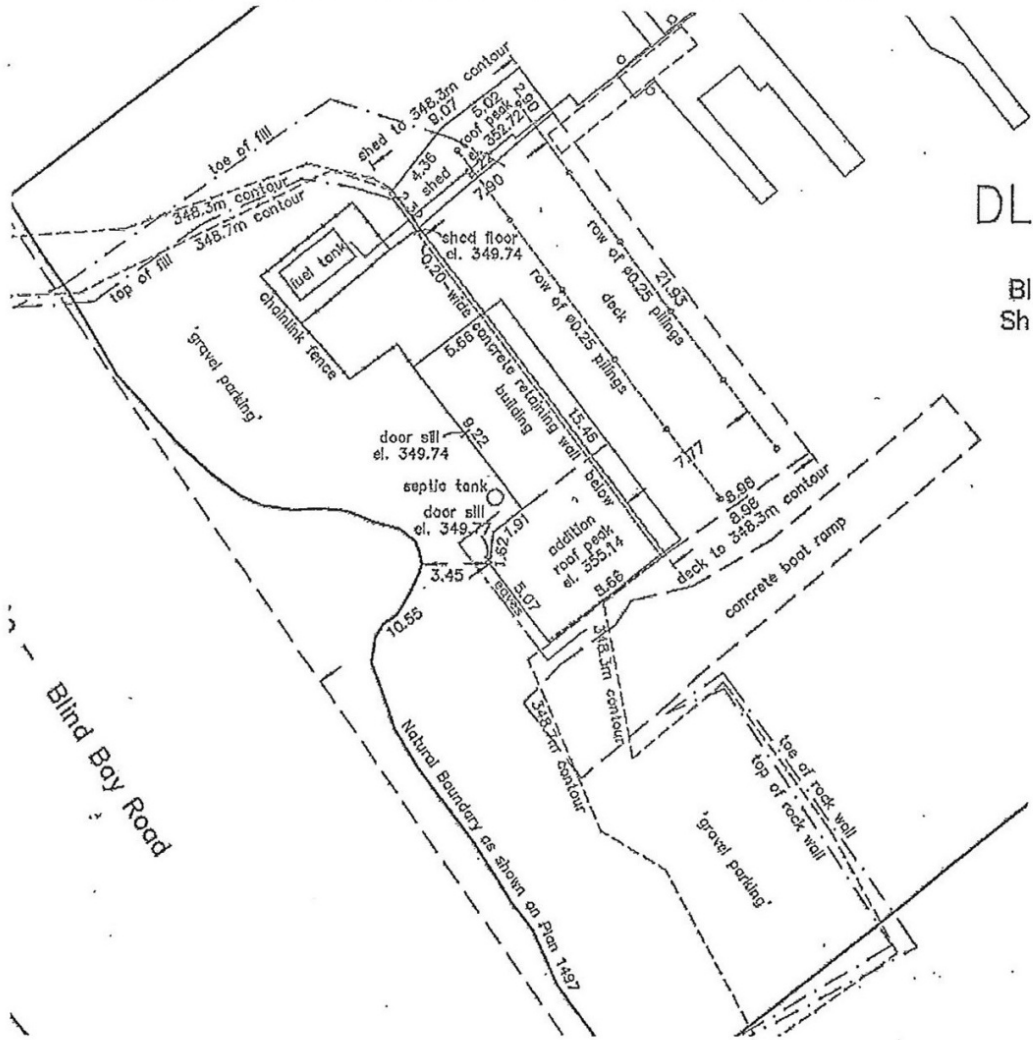 toe of fill
348.3m contour
348.7m contour
top of fill
shed to 348.3m contour
9.07
5.02
2.90
4.36
roof peak
el. 352.72
shed
7.90
shed floor
el. 349.74
fuel tank
chainlink fence
'gravel parking'
0.20 wide concrete retaining wall below
row of ø0.25 pilings
deck
row of ø0.25 pilings
21.93
DL
Bl
Sh
5.66
building
15.46
9.22
door sill
el. 349.74
septic tank
door sill
el. 349.77
1.91
1.62
addition
roof peak
el. 355.14
7.77
8.98
8.98
deck to 348.3m contour
concrete boat ramp
3.45
5.07
eaves
10.55
348.3m contour
348.7m contour
Blind Bay Road
Natural Boundary as shown on Plan 1497
toe of rock wall
top of rock wall
'gravel parking'